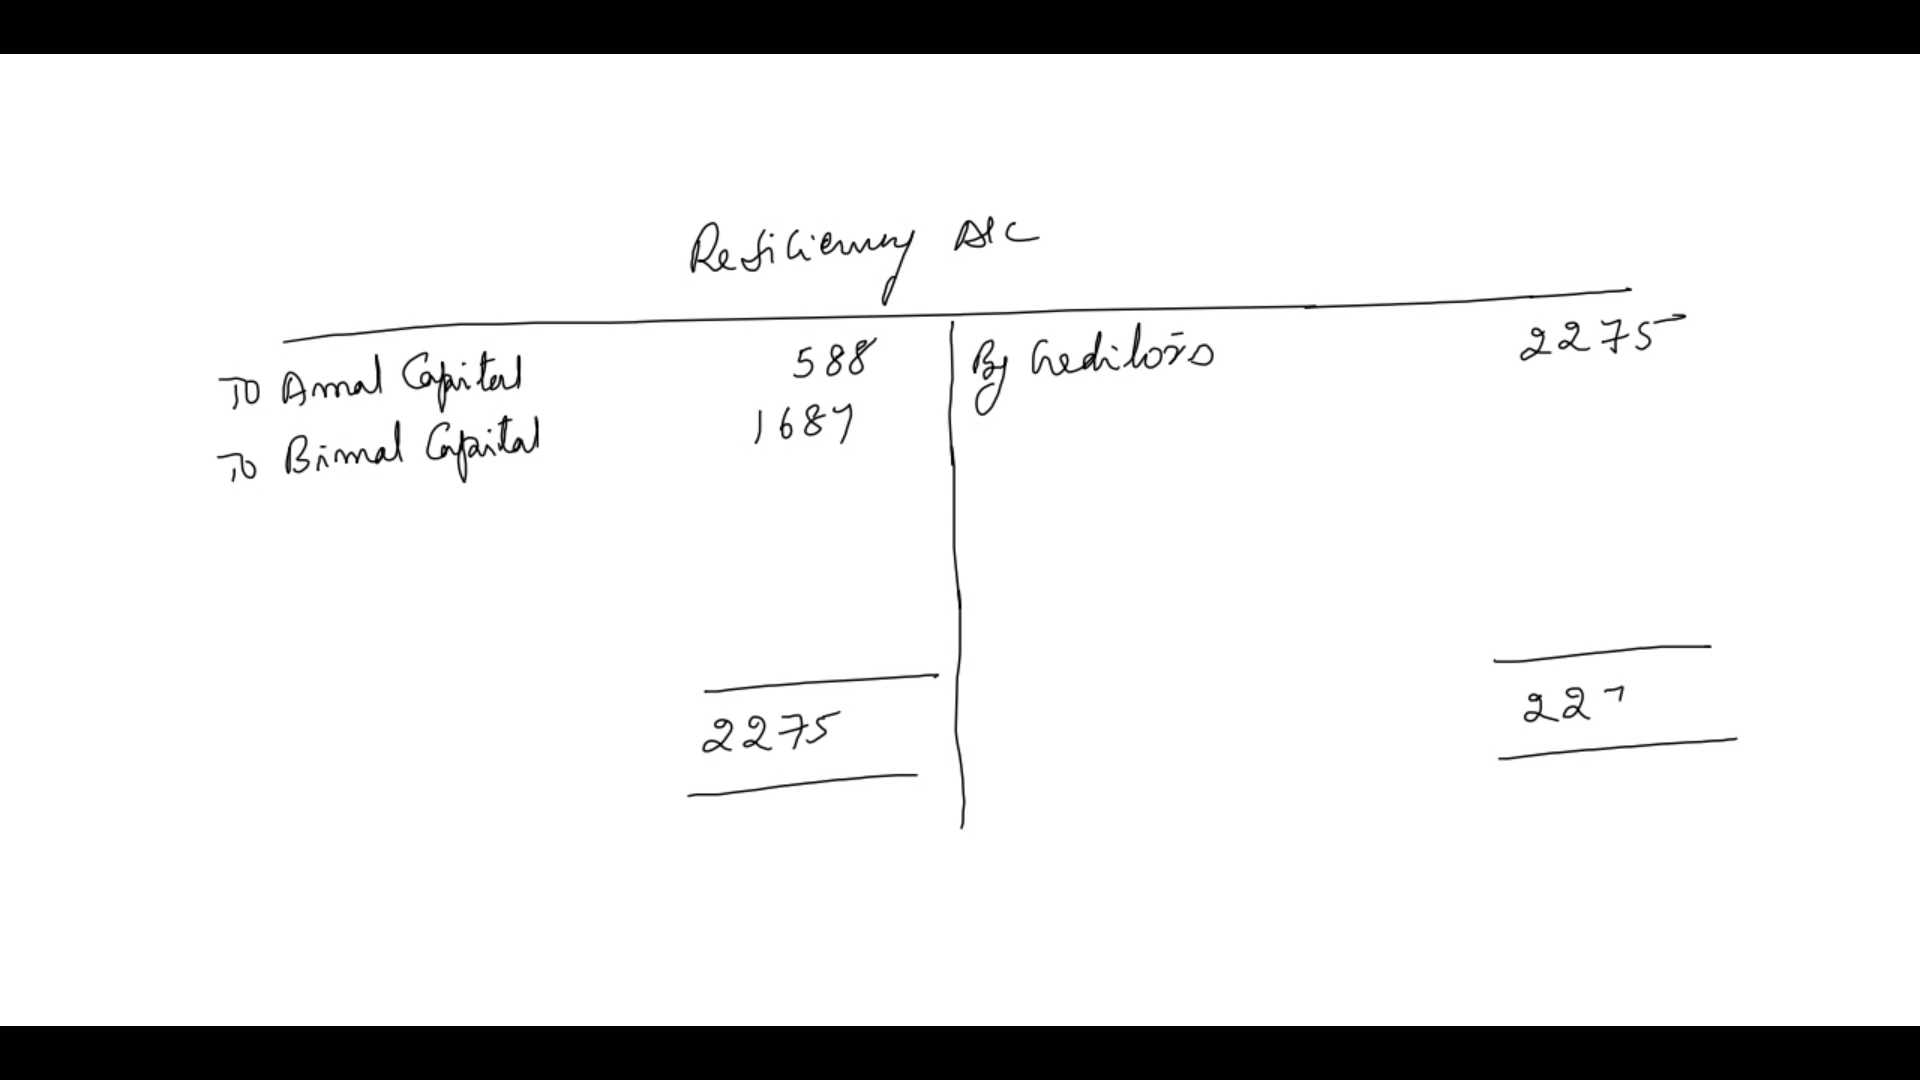 Deficiency A/c
To Amal Capital 588 By Creditors 2275
To Bimal Capital 1687
2275 227